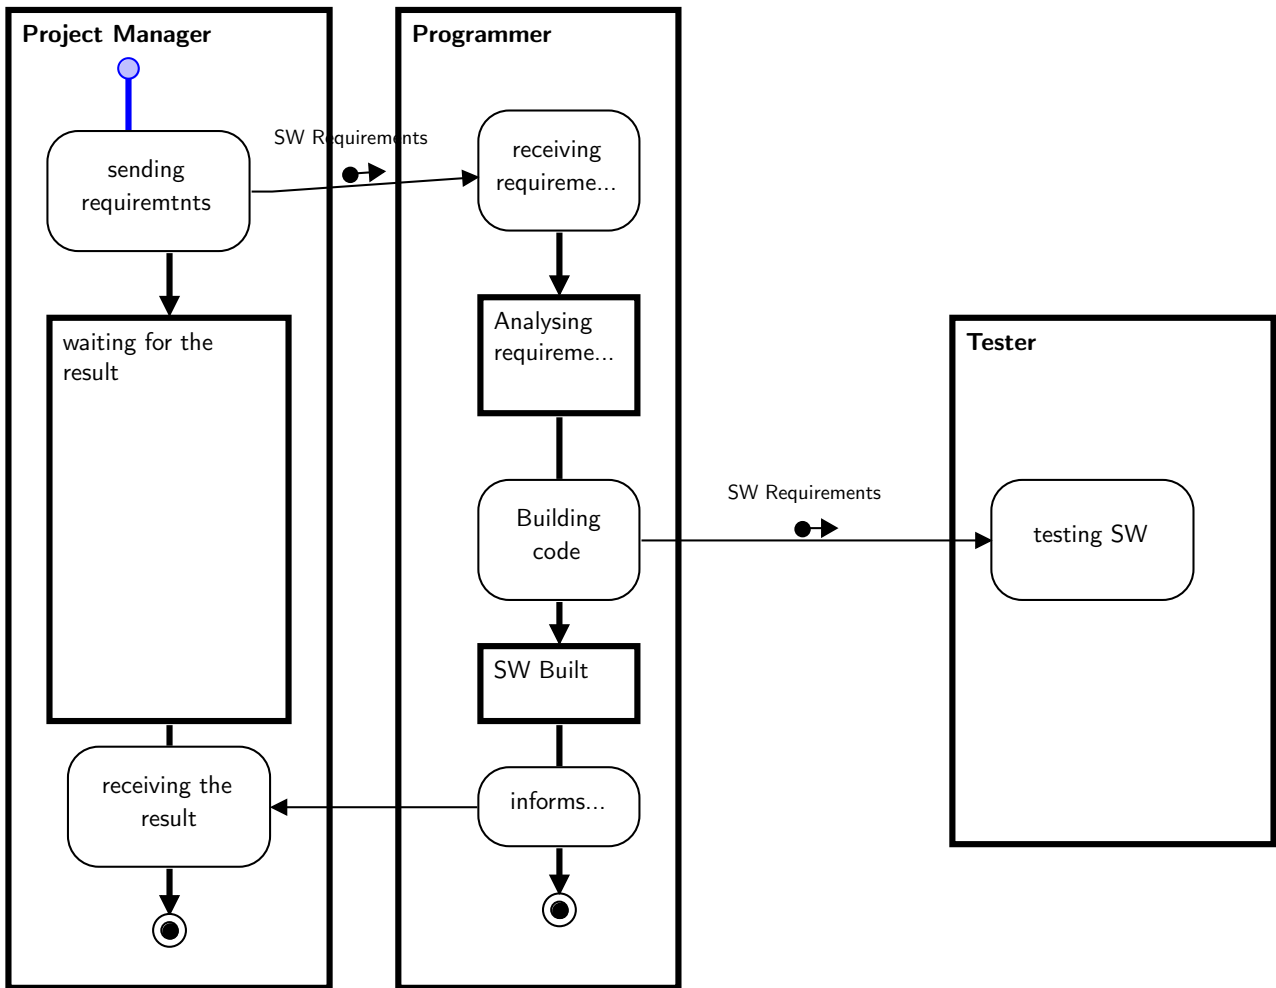 Project Manager
sending
requiremtnts
waiting for the
result
receiving the
result
SW Requirements
Programmer
receiving
requireme...
Analysing
requireme...
Building
code
SW Built
informs...
SW Requirements
Tester
testing SW